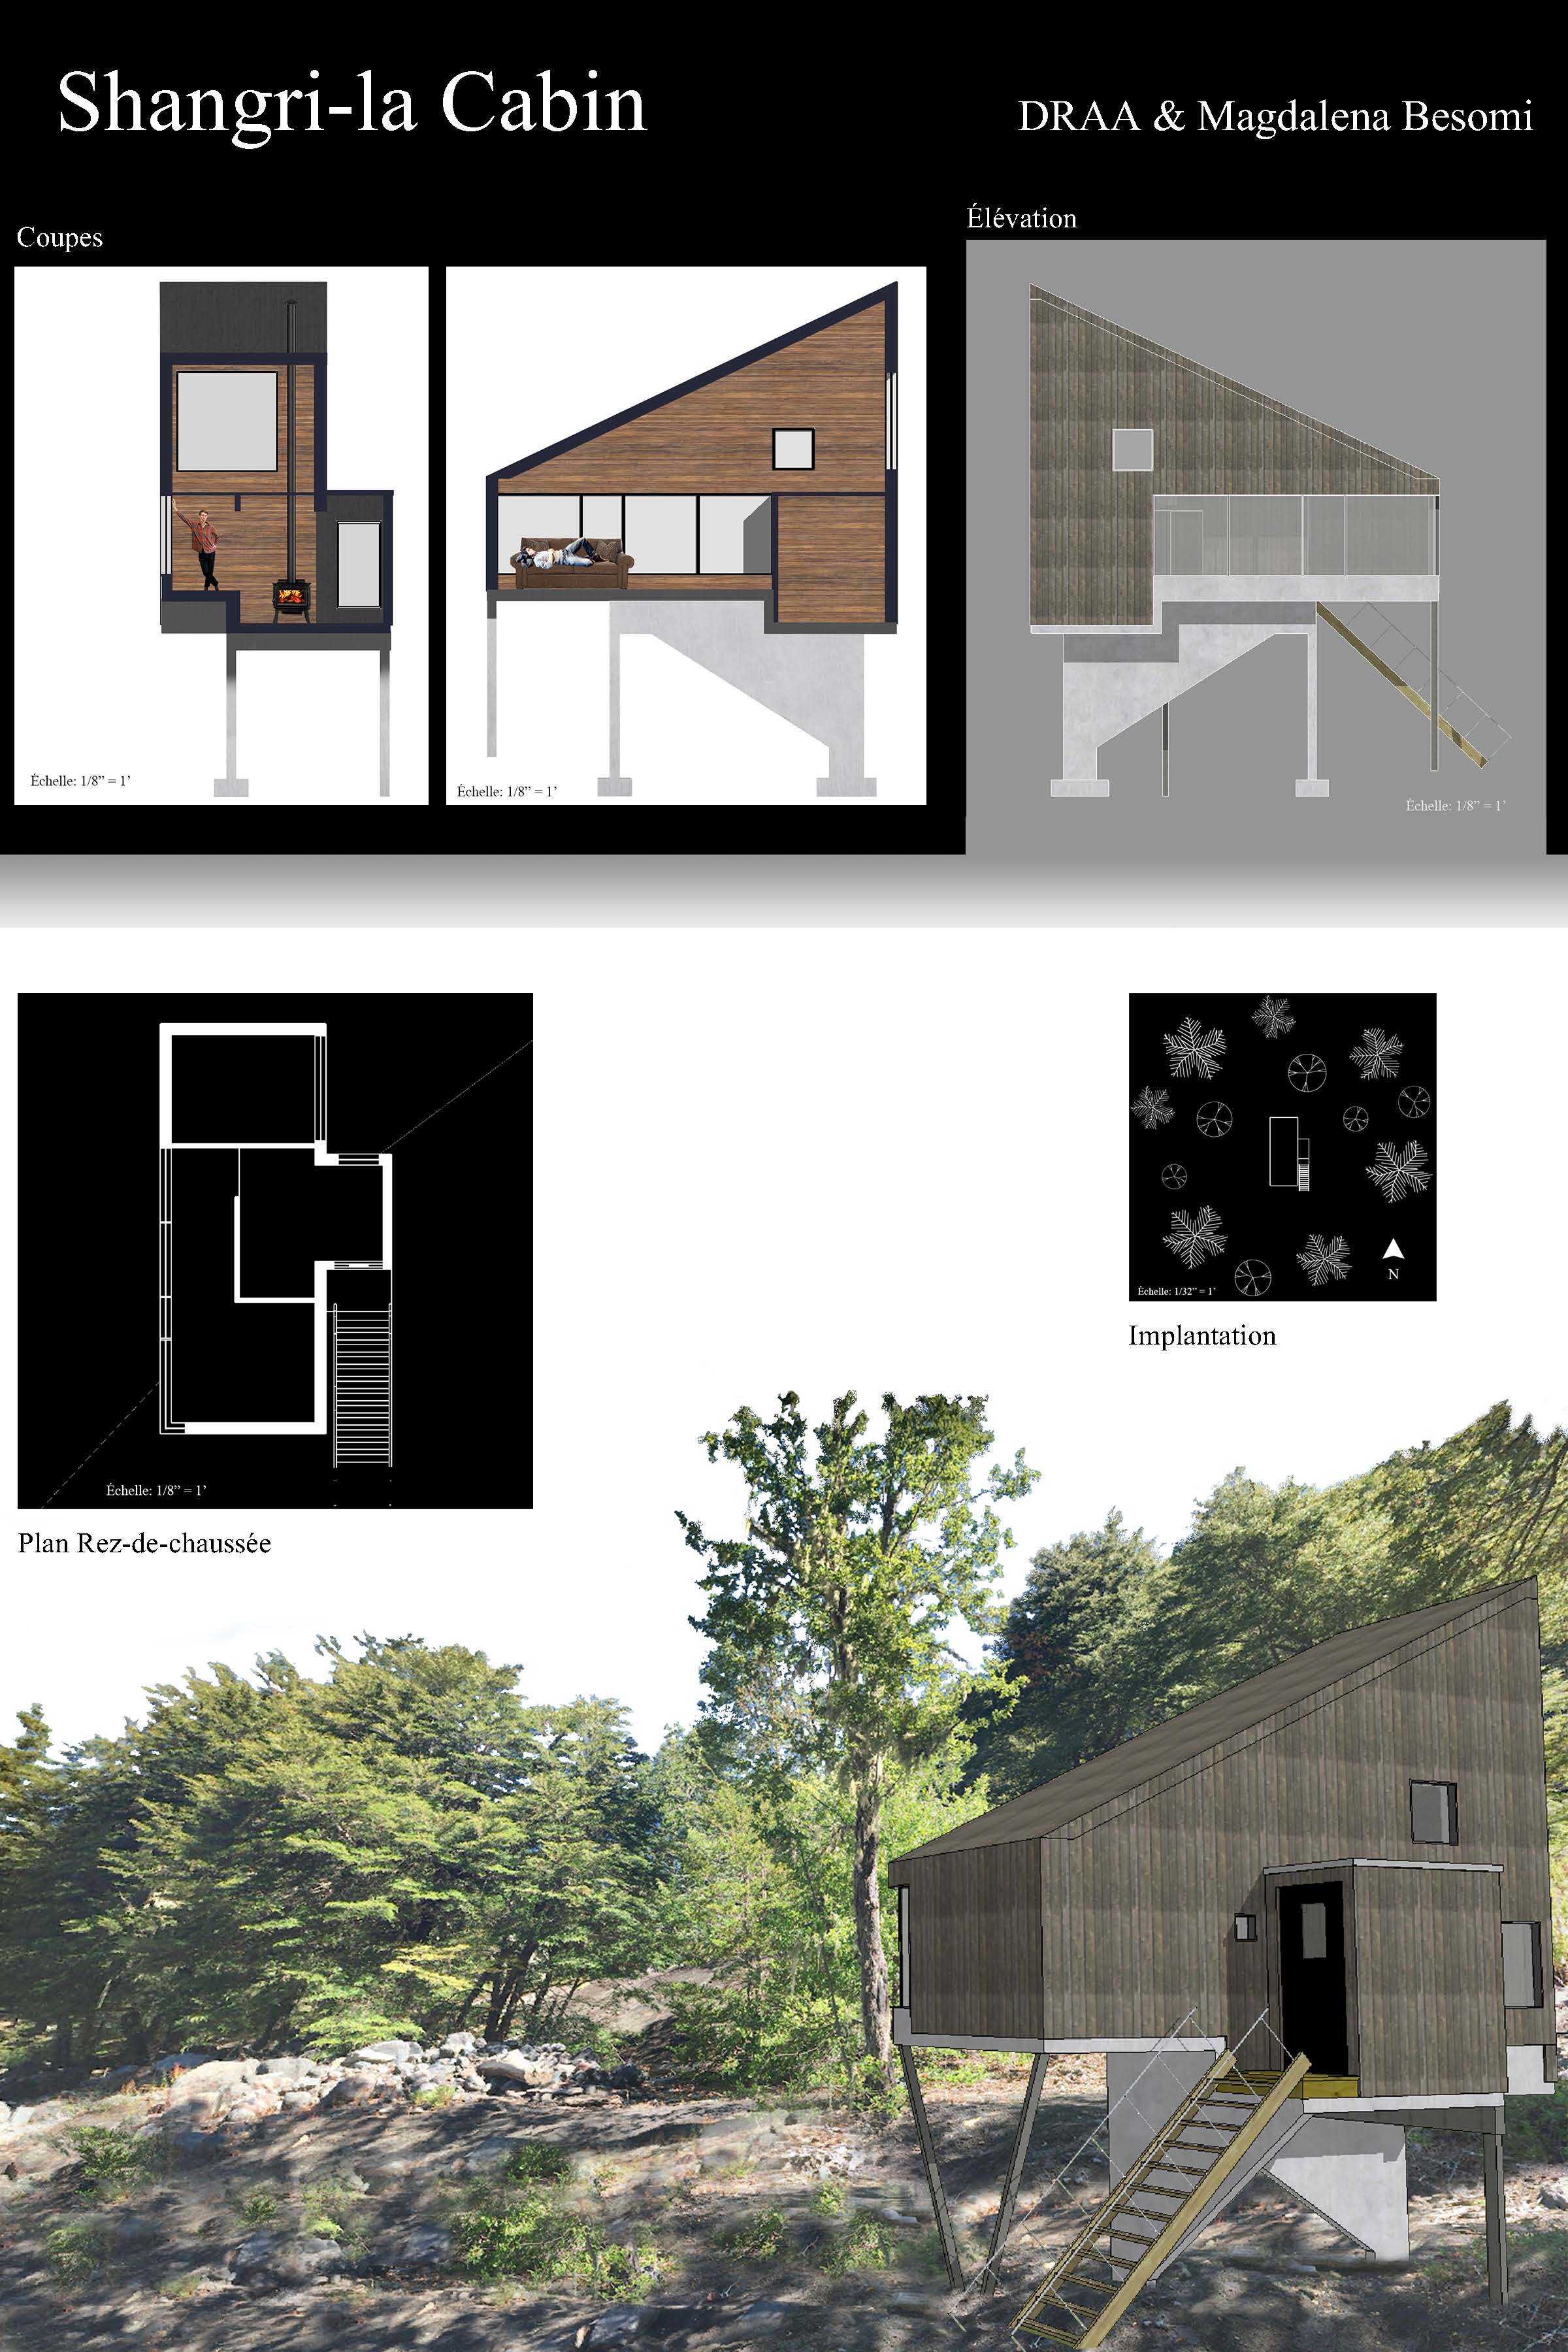 Shangri-la Cabin
DRAA & Magdalena Besomi
Coupes
Élévation
Échelle: 1/8” = 1’
Échelle: 1/8” = 1’
Échelle: 1/8” = 1’
Échelle: 1/8” = 1’
Plan Rez-de-chaussée
N
Échelle: 1/32” = 1’
Implantation